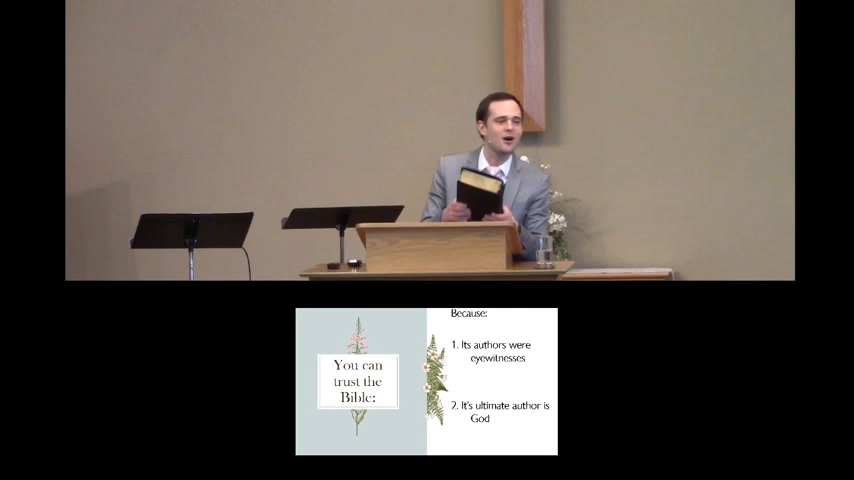 You can
trust the
Bible:
Because:
1. Its authors were
eyewitnesses
2. It's ultimate author is
God